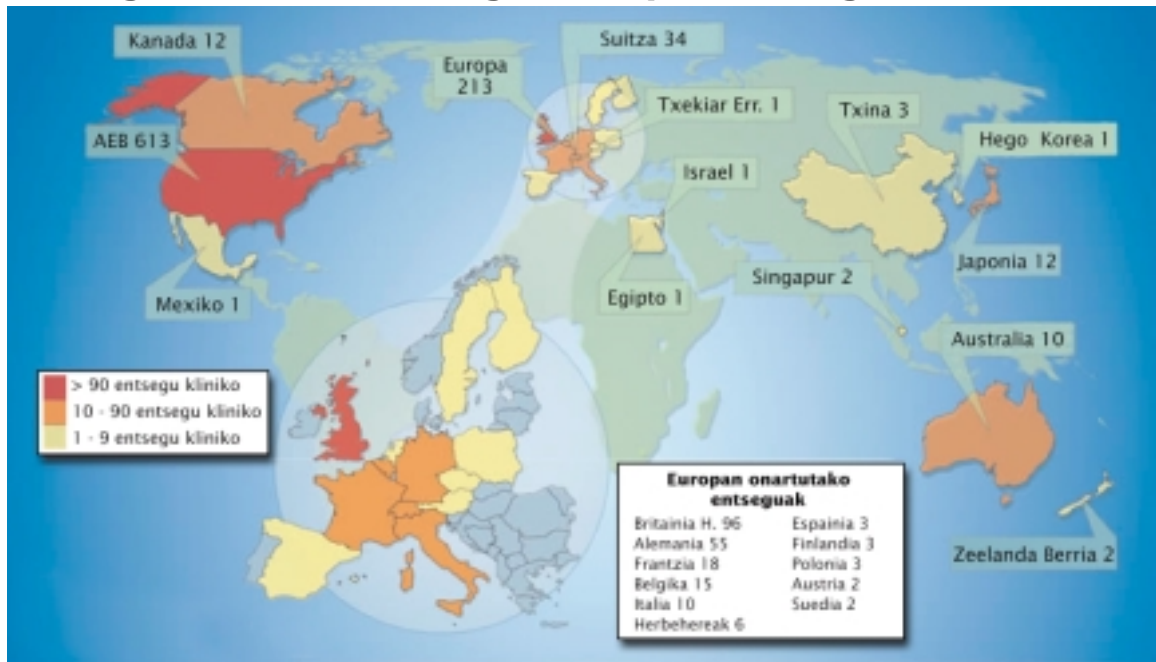 Kanada 12
Suitza 34
Europa
213
Txekiar Err. 1
Txina 3
AEB 613
Hego Korea 1
Israel 1
Japonia 12
Singapur 2
Mexiko 1
Egipto 1
Australia 10
> 90 entsegu kliniko
10 - 90 entsegu kliniko
1 - 9 entsegu kliniko
Zeelanda Berria 2
Europan onartutako
entseguak
Britainia H. 96
Alemania 55
Frantzia 18
Belgika 15
Italia 10
Herbehereak 6
Espainia 3
Finlandia 3
Polonia 3
Austria 2
Suedia 2